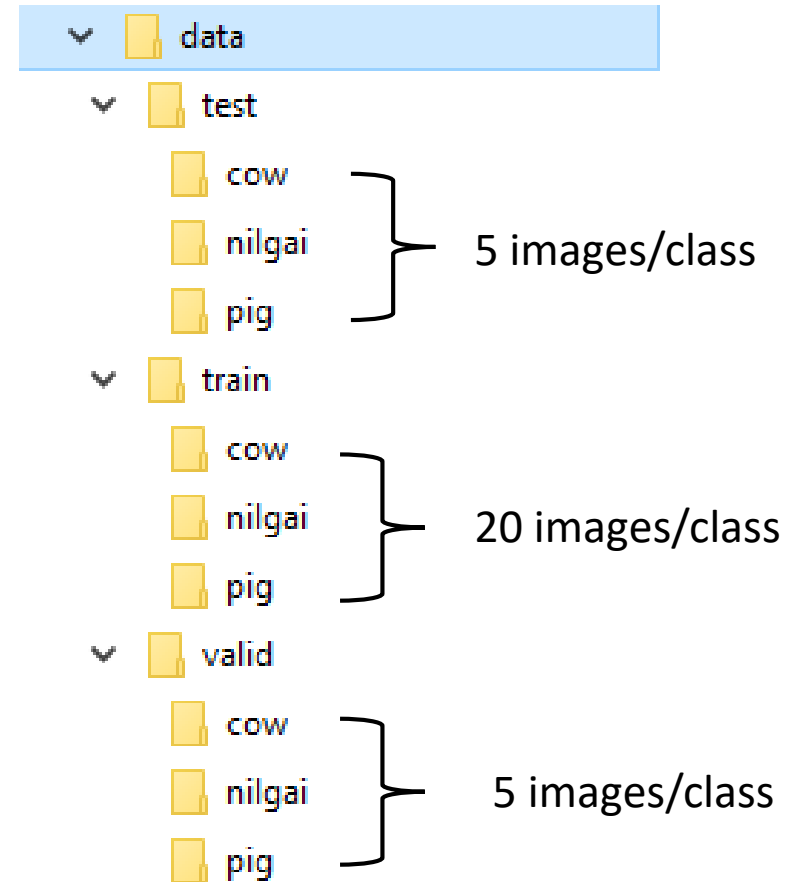 data
test
cow
nilgai
5 images/class
pig
train
cow
nilgai
20 images/class
pig
valid
cow
nilgai
5 images/class
pig